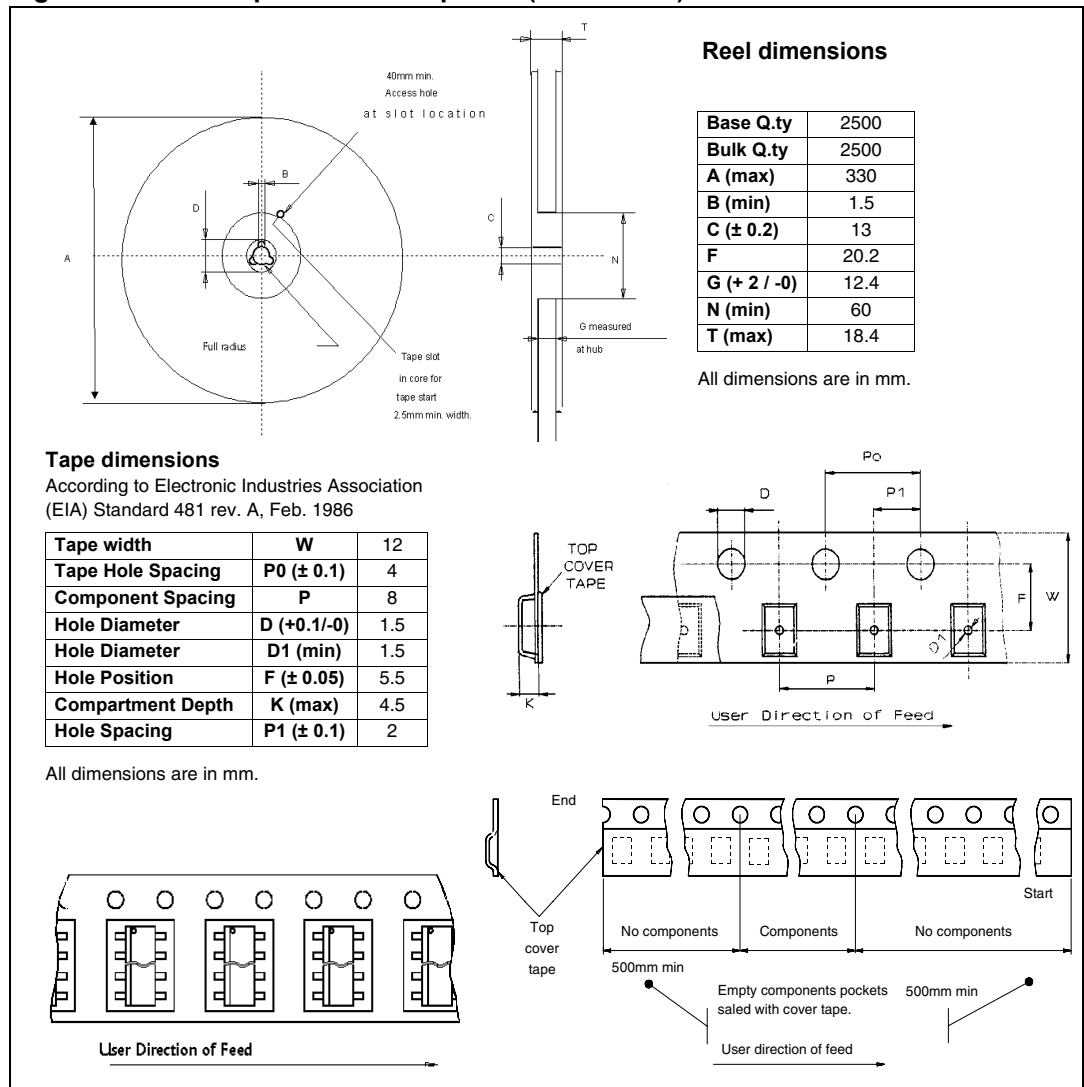 T
Reel dimensions
40mm min.
Access hole
at slot location
B
D
C
A
N
Full radius
G measured
at hub
Tape slot
in core for
tape start
2.5mm min. width.
Base Q.ty 2500
Bulk Q.ty 2500
A (max) 330
B (min) 1.5
C (± 0.2) 13
F 20.2
G (+ 2 / -0) 12.4
N (min) 60
T (max) 18.4
All dimensions are in mm.
Tape dimensions
According to Electronic Industries Association
(EIA) Standard 481 rev. A, Feb. 1986
Tape width W 12
Tape Hole Spacing P0 (± 0.1) 4
Component Spacing P 8
Hole Diameter D (+0.1/-0) 1.5
Hole Diameter D1 (min) 1.5
Hole Position F (± 0.05) 5.5
Compartment Depth K (max) 4.5
Hole Spacing P1 (± 0.1) 2
All dimensions are in mm.
Po
D
P1
TOP
COVER
TAPE
F
W
D1
P
K
User Direction of Feed
End
Start
Top
cover
tape
No components
Components
No components
500mm min
Empty components pockets
saled with cover tape.
500mm min
User direction of feed
User Direction of Feed